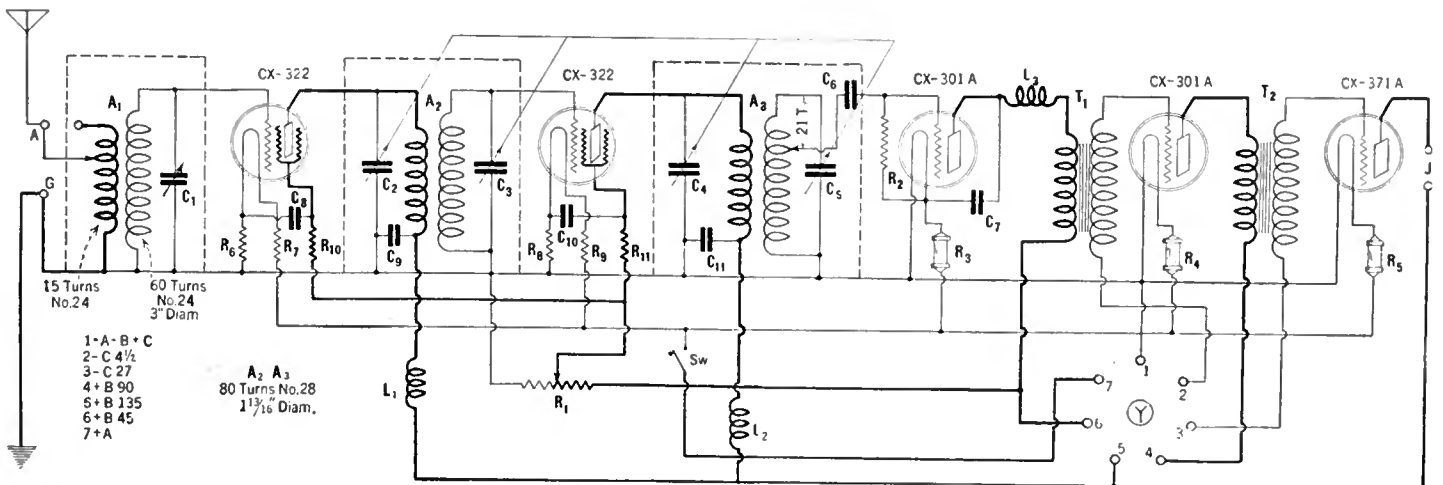 CX-322
CX-322
CX-301A
CX-301A
CX-371A
A
G
A₁
C₁
C₈
R₆
R₇
R₁₀
C₂
C₉
A₂
C₃
C₁₀
R₈
R₉
R₁₁
C₄
C₁₁
A₃
21 T.
C₅
C₆
R₂
C₇
R₃
L₃
T₁
R₄
T₂
R₅
J
15 Turns
No.24
60 Turns
No.24
3" Diam
1-A-B+C
2-C 4½
3-C 27
4+B 90
5+B 135
6+B 45
7+A
A₂ A₃
80 Turns No.28
1 13/16" Diam.
L₁
R₁
Sw
L₂
1
2
3
4
5
6
7
Y